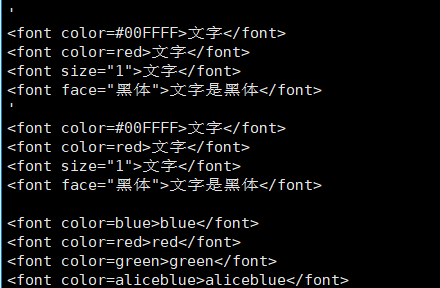 '
<font color=#00FFFF>文字</font>
<font color=red>文字</font>
<font size="1">文字</font>
<font face="黑体">文字是黑体</font>
'
<font color=#00FFFF>文字</font>
<font color=red>文字</font>
<font size="1">文字</font>
<font face="黑体">文字是黑体</font>
<font color=blue>blue</font>
<font color=red>red</font>
<font color=green>green</font>
<font color=aliceblue>aliceblue</font>